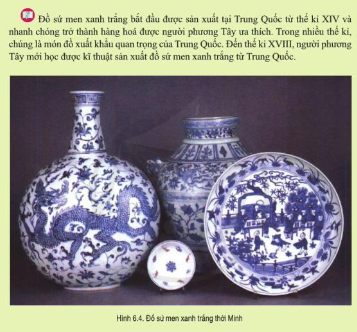 Đồ sứ men xanh trắng bắt đầu được sản xuất tại Trung Quốc từ thế kỉ XIV và
nhanh chóng trở thành hàng hoá được người phương Tây ưa thích. Trong nhiều thế kỉ,
chúng là món đồ xuất khẩu quan trọng của Trung Quốc. Đến thế kỉ XVIII, người phương
Tây mới học được kĩ thuật sản xuất đồ sứ men xanh trắng từ Trung Quốc.
Hình 6.4. Đồ sứ men xanh trắng thời Minh